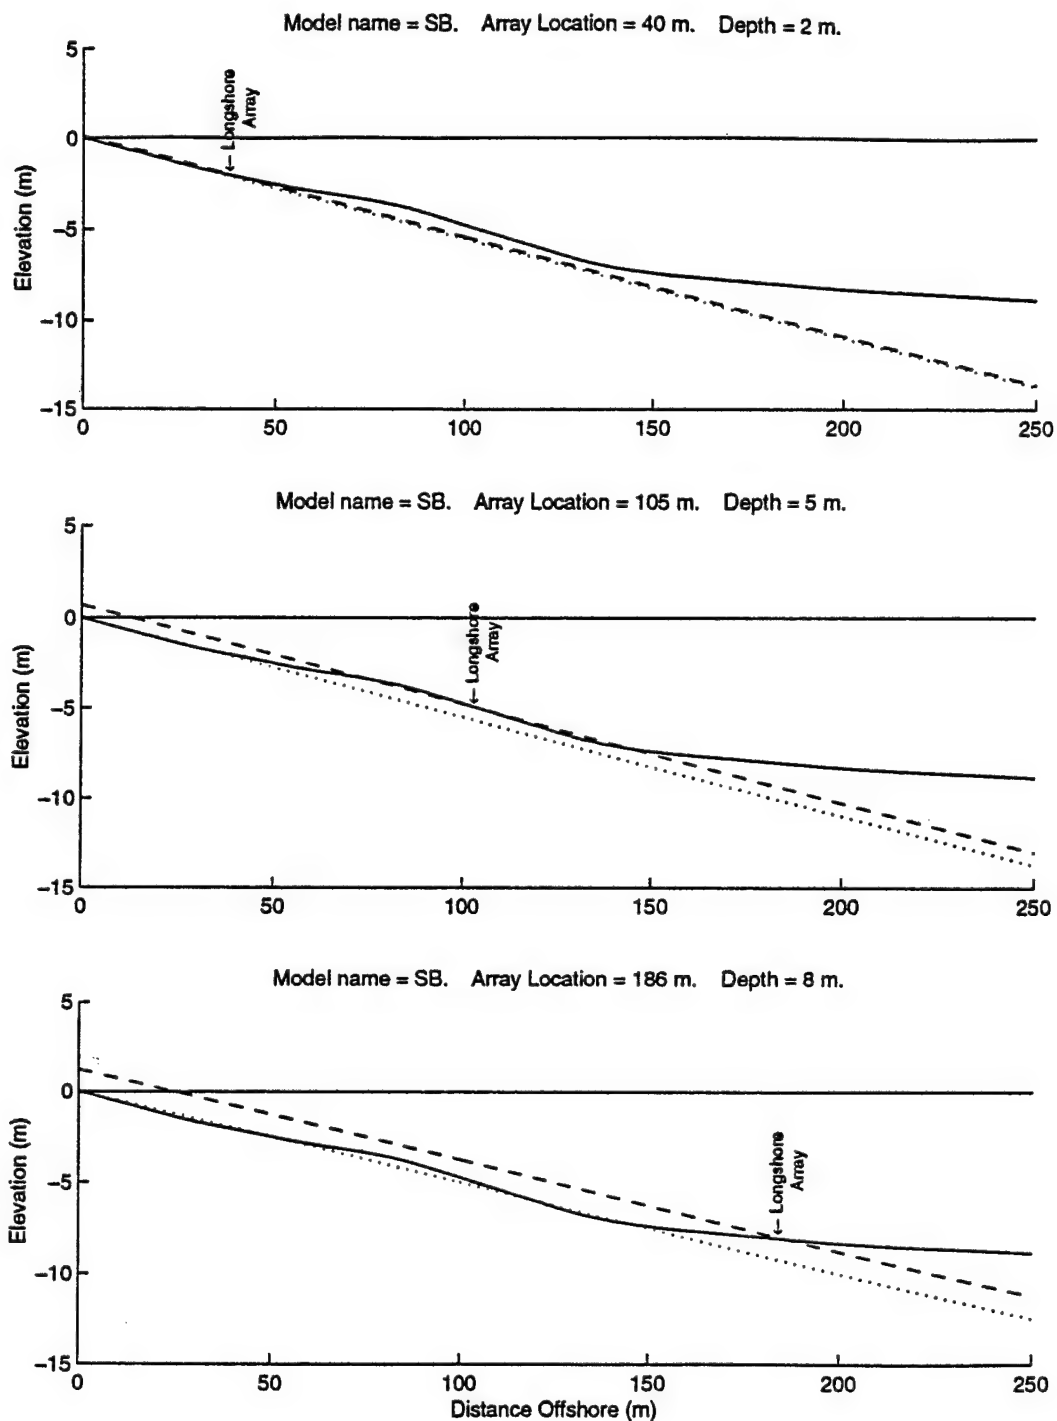 Model name = SB. Array Location = 40 m. Depth = 2 m.
5
0
−5
−10
−15
Elevation (m)
← Longshore
Array
0 50 100 150 200 250
Model name = SB. Array Location = 105 m. Depth = 5 m.
5
0
−5
−10
−15
Elevation (m)
← Longshore
Array
0 50 100 150 200 250
Model name = SB. Array Location = 186 m. Depth = 8 m.
5
0
−5
−10
−15
Elevation (m)
← Longshore
Array
0 50 100 150 200 250
Distance Offshore (m)